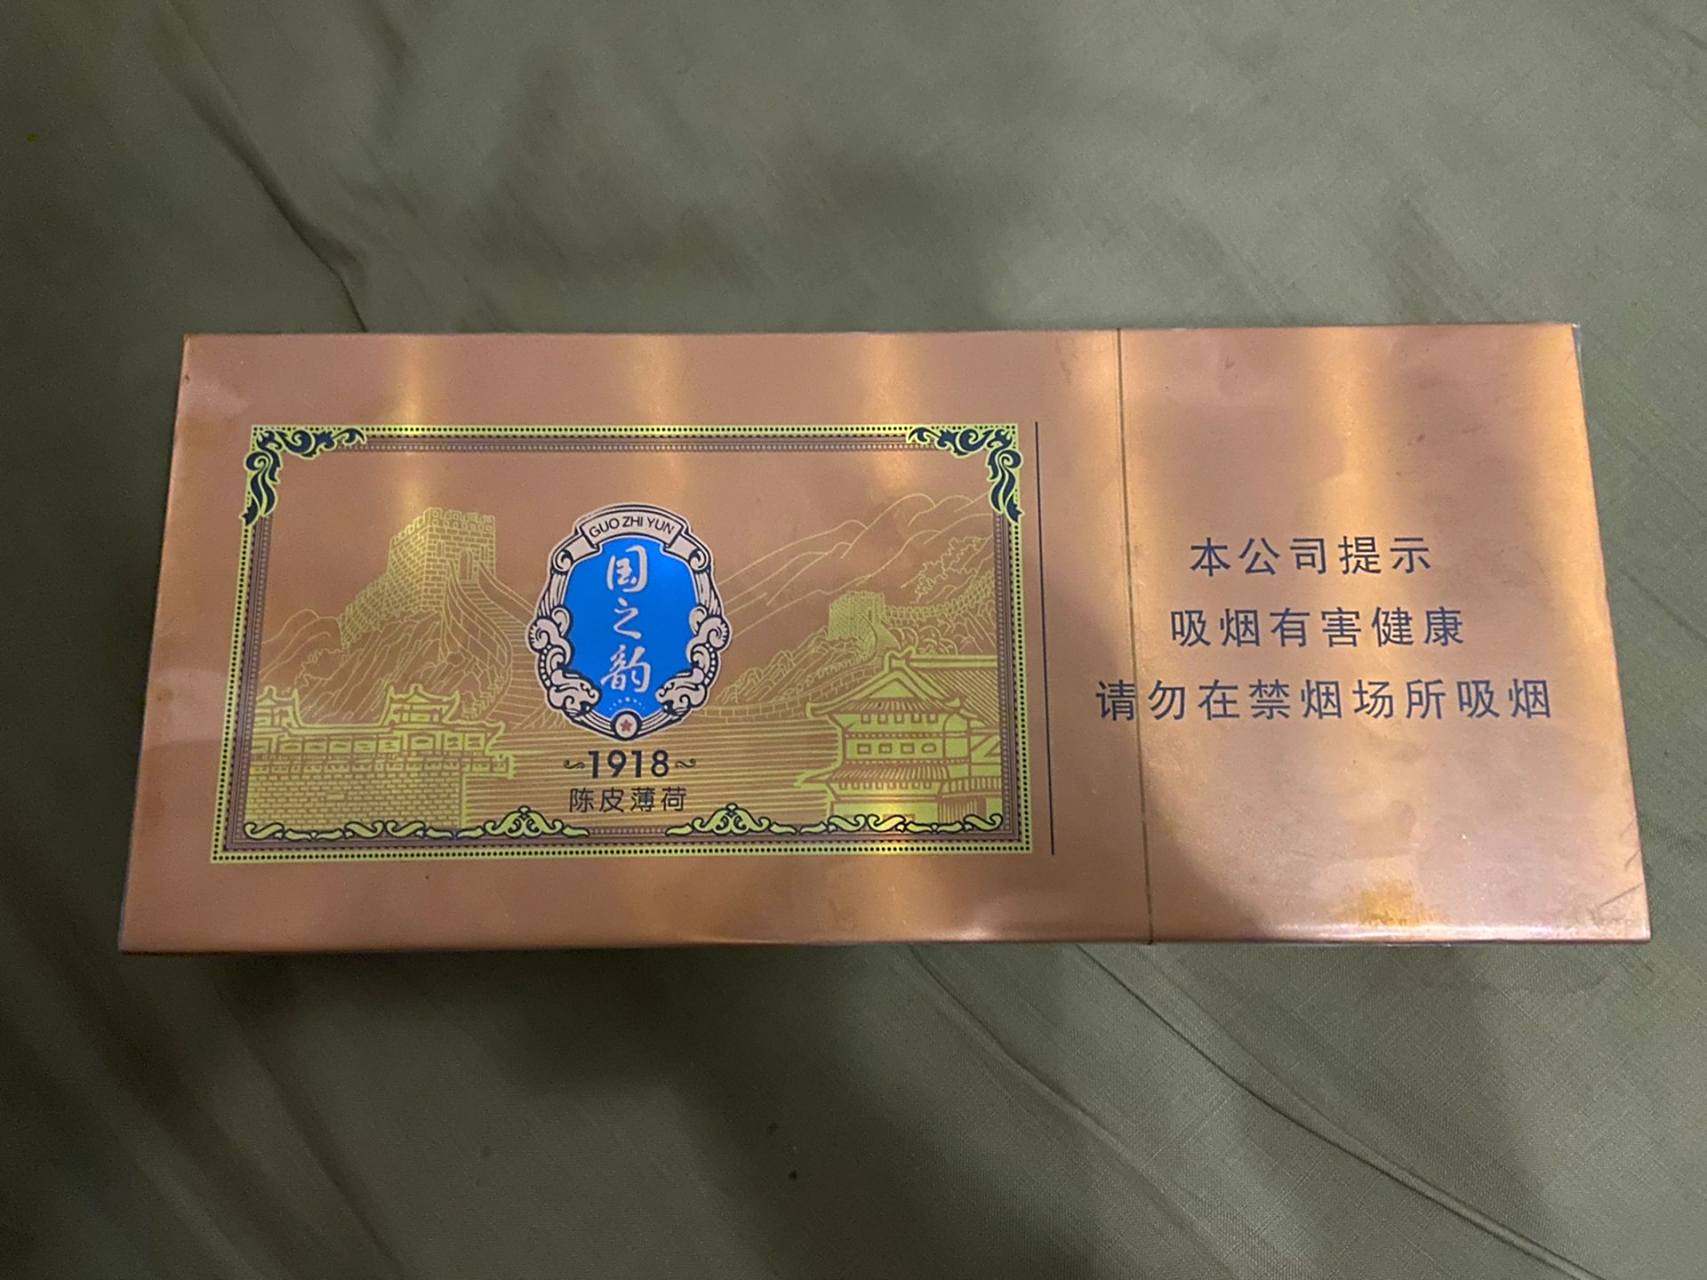 GUO ZHI YUN
国之韵
1918
陈皮薄荷
本公司提示
吸烟有害健康
请勿在禁烟场所吸烟